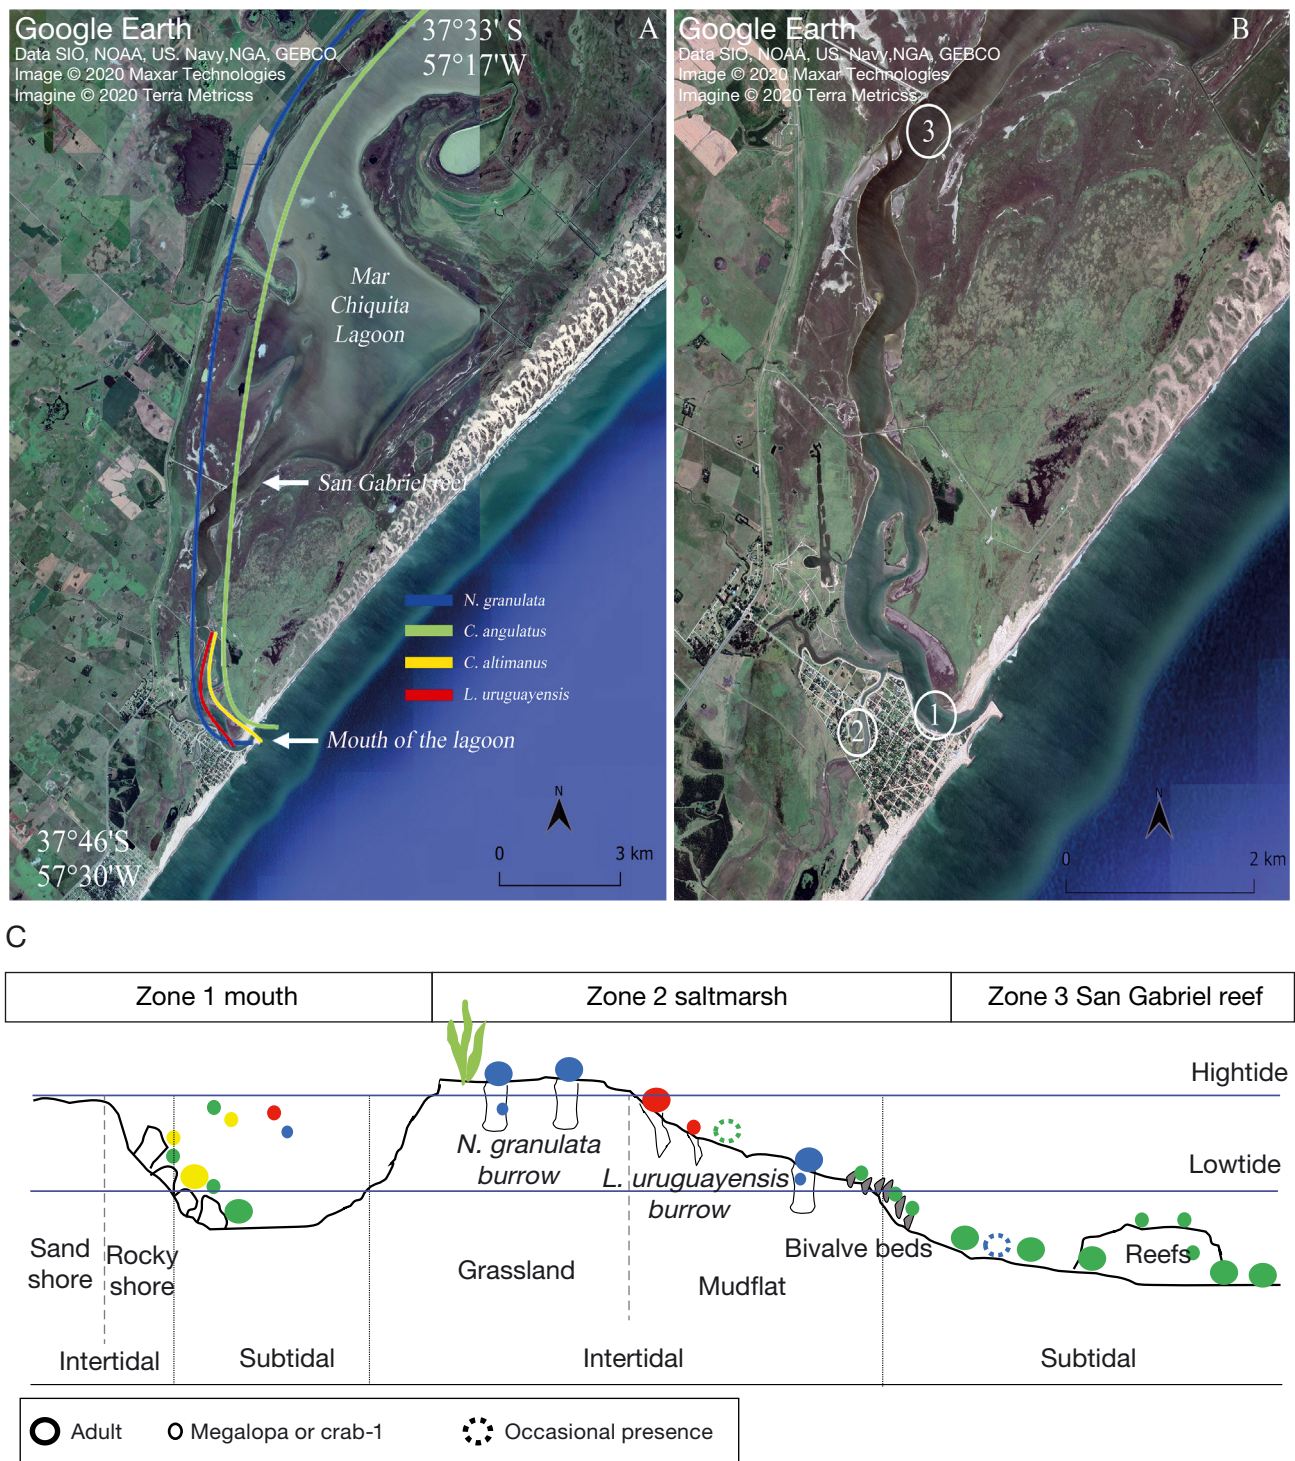 Google Earth
Data SIO, NOAA, US. Navy,NGA, GEBCO
Image © 2020 Maxar Technologies
Imagine © 2020 Terra Metricss
37°33' S
57°17'W
A
Mar
Chiquita
Lagoon
San Gabriel reef
N. granulata
C. angulatus
C. altimanus
L. uruguayensis
Mouth of the lagoon
37°46'S
57°30'W
N
0 3 km
Google Earth
Data SIO, NOAA, US. Navy,NGA, GEBCO
Image © 2020 Maxar Technologies
Imagine © 2020 Terra Metricss
B
3
1
2
N
0 2 km
C
Zone 1 mouth
Zone 2 saltmarsh
Zone 3 San Gabriel reef
Hightide
Lowtide
N. granulata
burrow
L. uruguayensis
burrow
Sand
shore
Rocky
shore
Grassland
Mudflat
Bivalve beds
Reefs
Intertidal
Subtidal
Intertidal
Subtidal
Adult
Megalopa or crab-1
Occasional presence